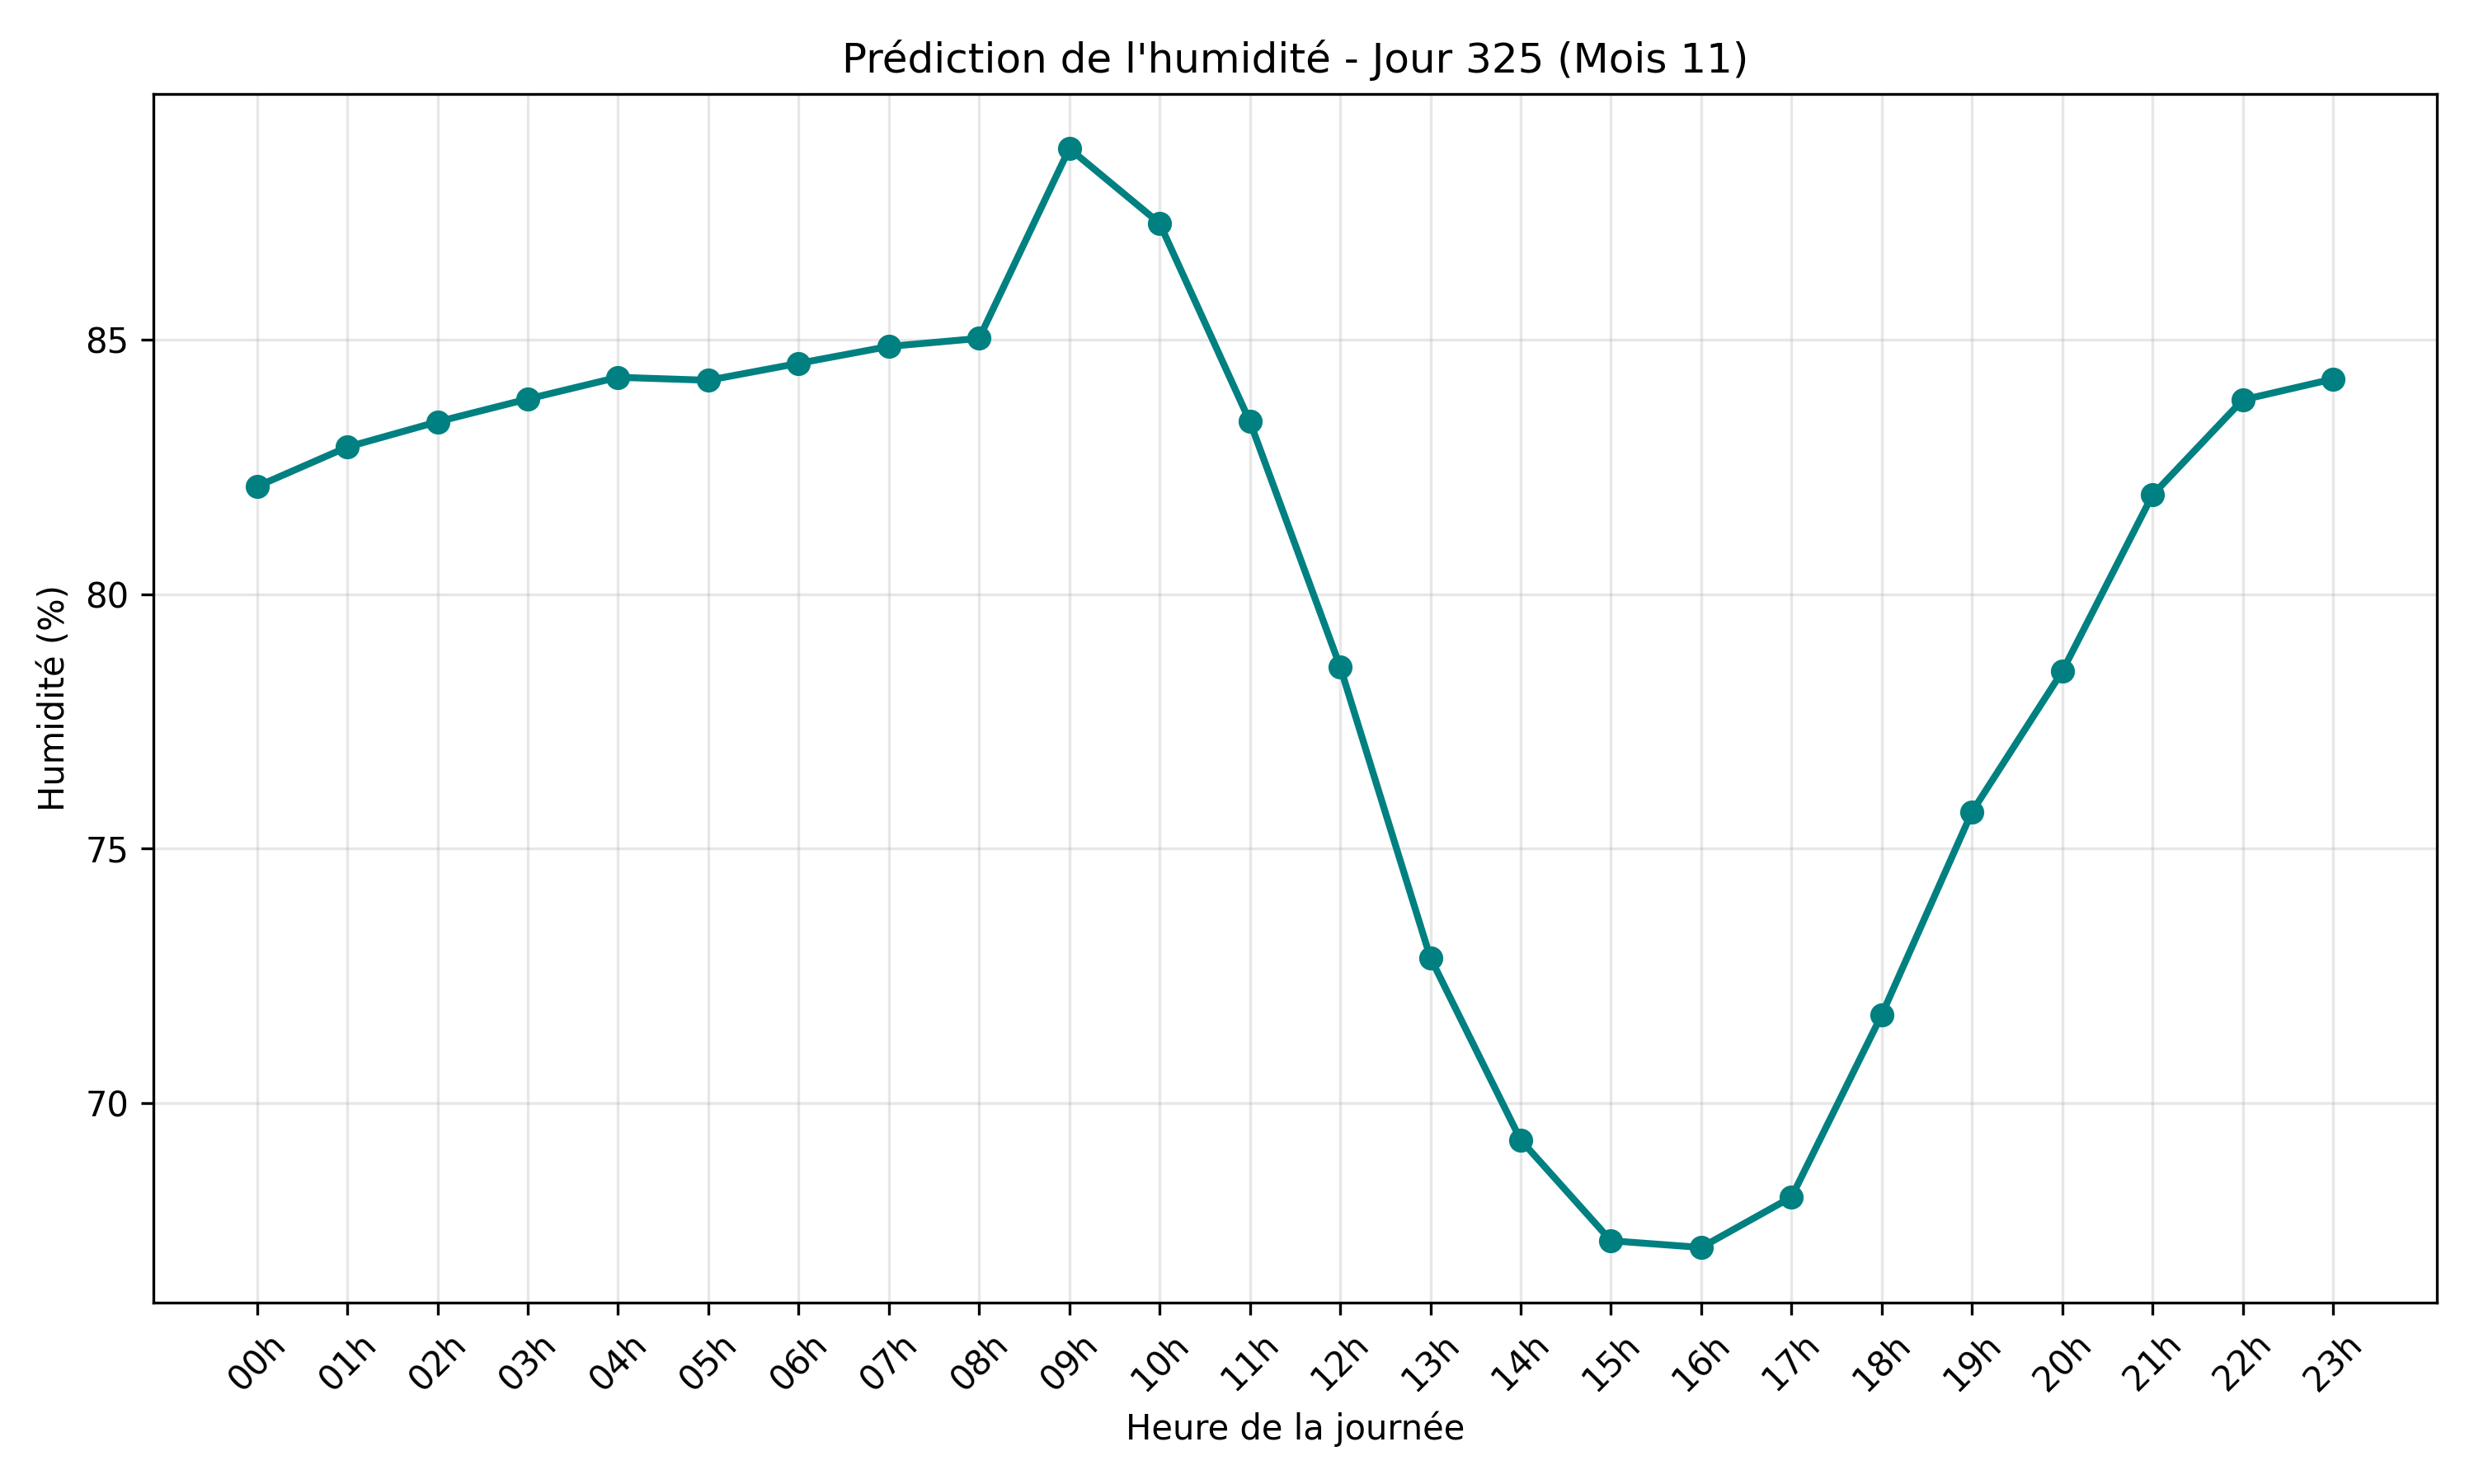 Prédiction de l'humidité - Jour 325 (Mois 11)
Humidité (%)
85
80
75
70
00h 01h 02h 03h 04h 05h 06h 07h 08h 09h 10h 11h 12h 13h 14h 15h 16h 17h 18h 19h 20h 21h 22h 23h
Heure de la journée